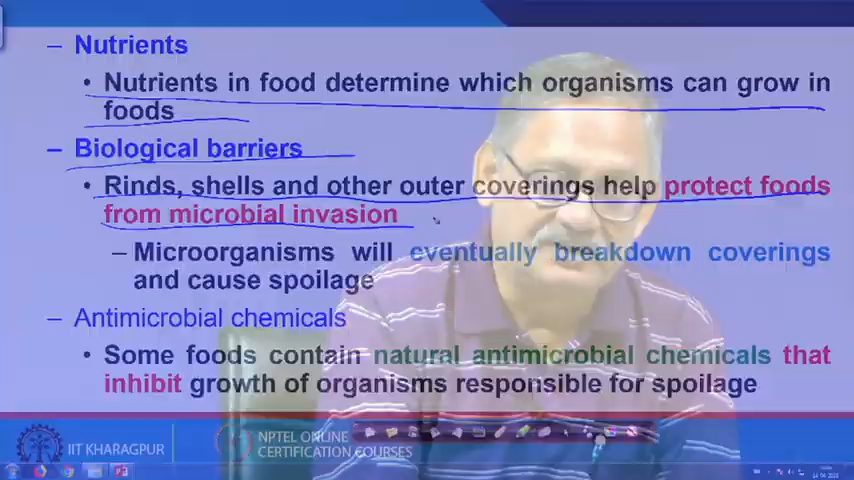 – Nutrients
• Nutrients in food determine which organisms can grow in
foods
– Biological barriers
• Rinds, shells and other outer coverings help protect foods
from microbial invasion
– Microorganisms will eventually breakdown coverings
and cause spoilage
– Antimicrobial chemicals
• Some foods contain natural antimicrobial chemicals that
inhibit growth of organisms responsible for spoilage
IIT KHARAGPUR
NPTEL ONLINE
CERTIFICATION COURSES